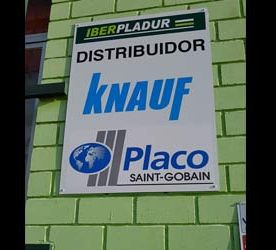 IBERPLADUR
DISTRIBUIDOR
KNAUF
Placo
SAINT-GOBAIN